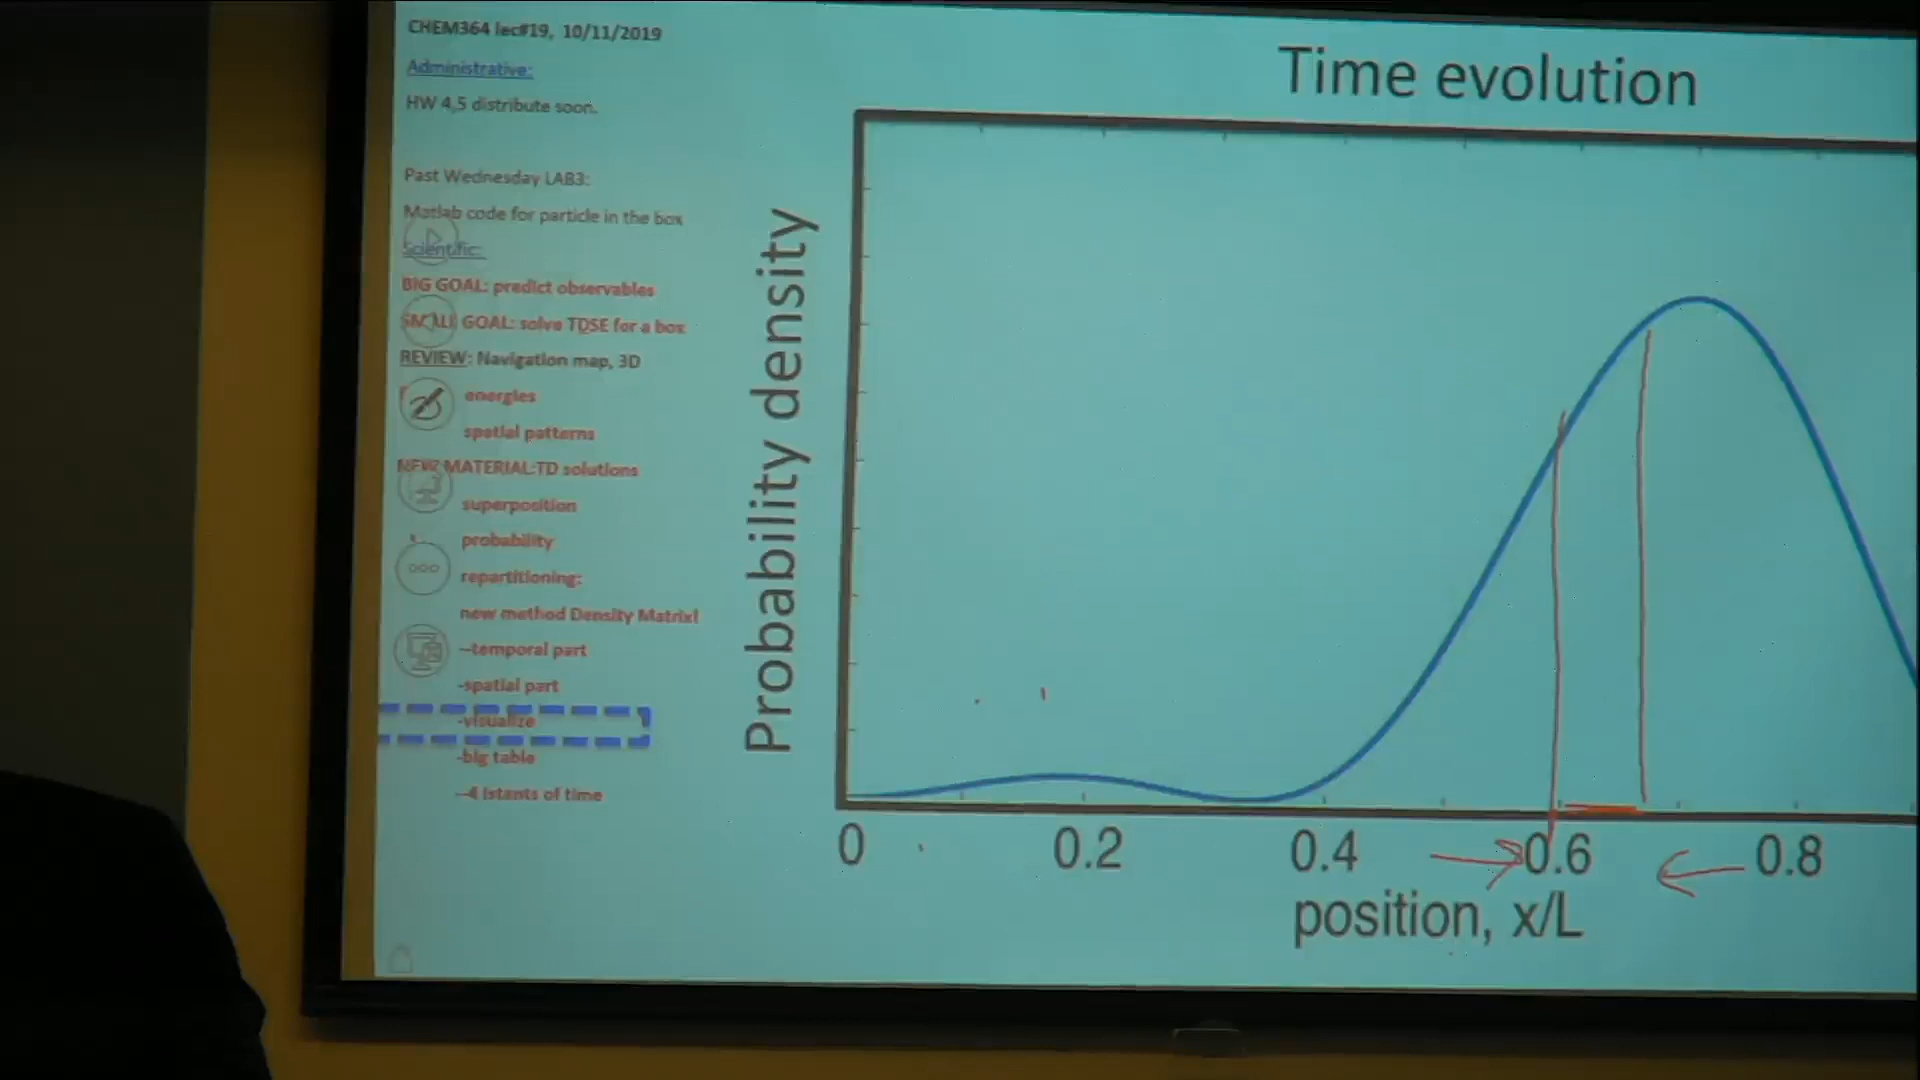 CHEM364 lec#19, 10/11/2019
Administrative:
HW 4,5 distribute soon.
Past Wednesday LAB3:
Matlab code for particle in the box
Scientific:
BIG GOAL: predict observables
SMALL GOAL: solve TDSE for a box
REVIEW: Navigation map, 3D
energies
spatial patterns
NEW MATERIAL:TD solutions
superposition
probability
repartitioning:
new method Density Matrix!
--temporal part
-spatial part
-visualize
-big table
--4 istants of time
Time evolution
Probability density
0 0.2 0.4 0.6 0.8
position, x/L